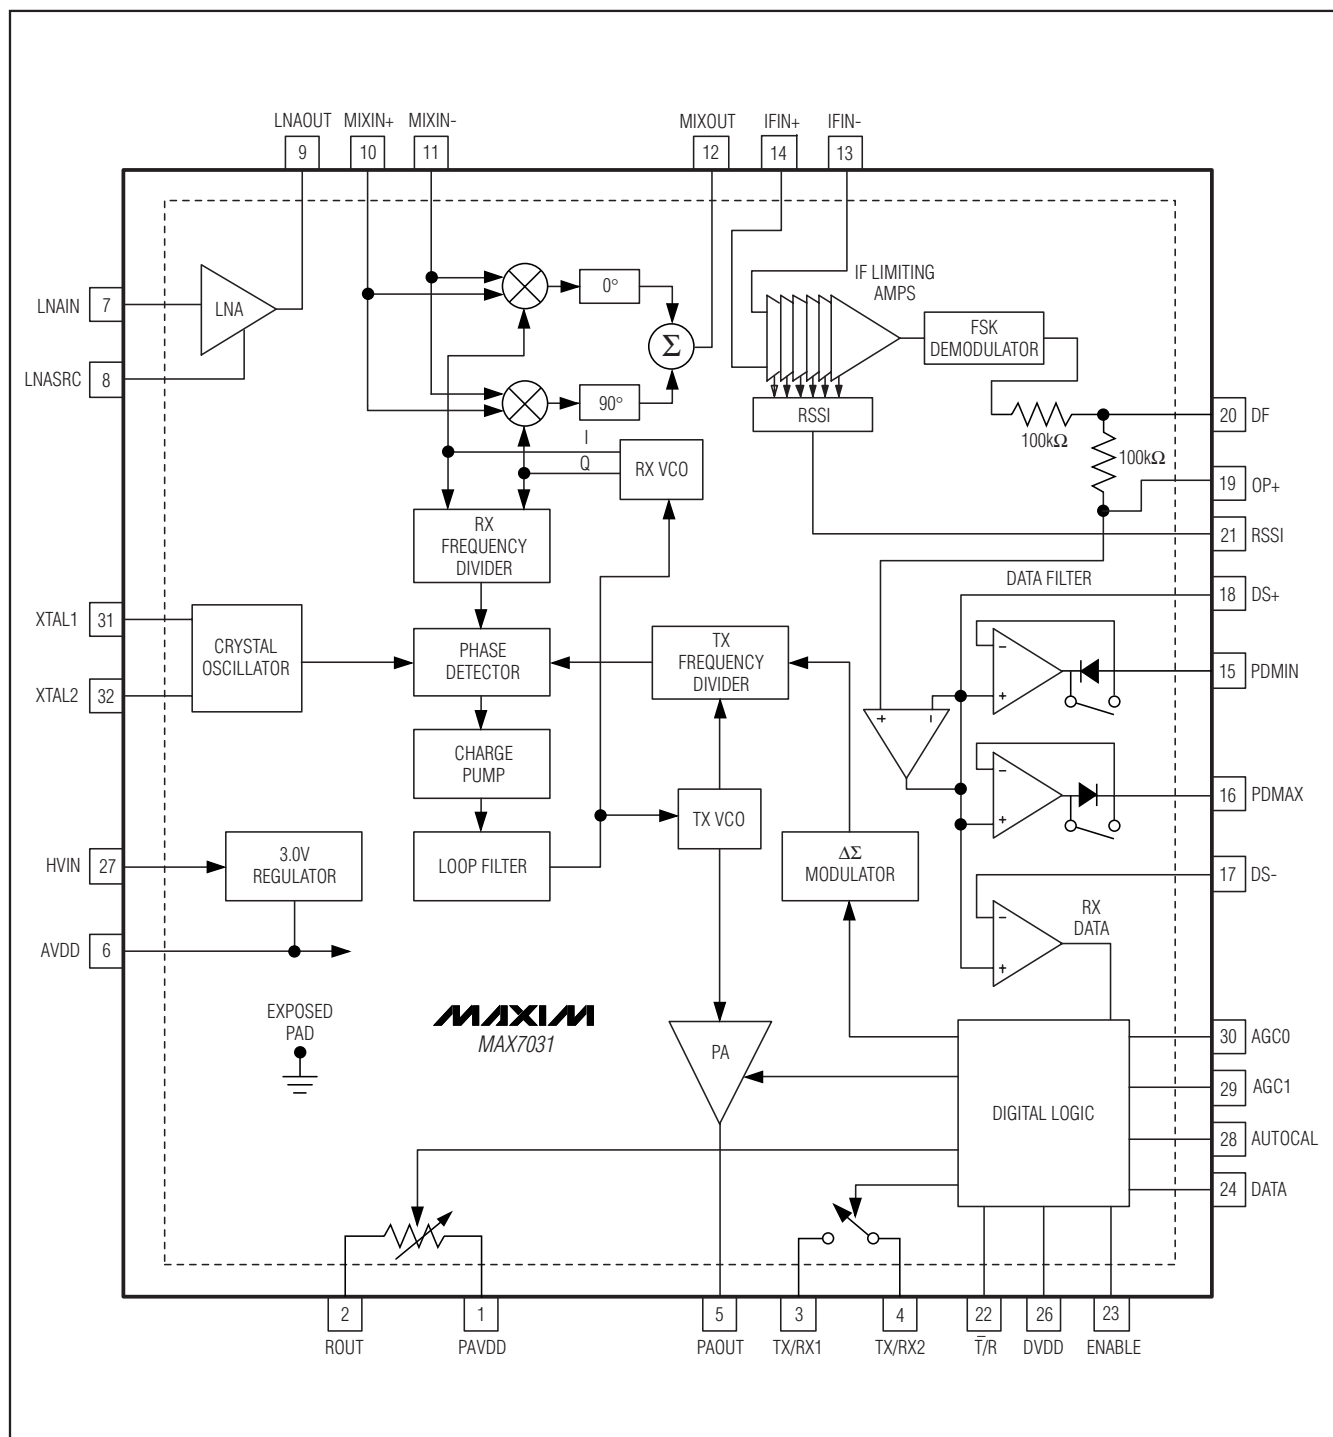 LNAOUT MIXIN+ MIXIN- MIXOUT IFIN+ IFIN-
9 10 11 12 14 13
IF LIMITING
AMPS
0°
LNAIN 7
LNA
Σ
FSK
DEMODULATOR
LNASRC 8
90°
RSSI
20 DF
100kΩ
100kΩ
I
Q
RX VCO
19 OP+
RX
FREQUENCY
DIVIDER
21 RSSI
DATA FILTER
18 DS+
XTAL1 31
CRYSTAL
OSCILLATOR
PHASE
DETECTOR
TX
FREQUENCY
DIVIDER
−
+
15 PDMIN
XTAL2 32
+ −
CHARGE
PUMP
TX VCO
−
+
16 PDMAX
HVIN 27
3.0V
REGULATOR
LOOP FILTER
ΔΣ
MODULATOR
17 DS-
RX
DATA
−
+
AVDD 6
EXPOSED
PAD
MAXIM
MAX7031
PA
DIGITAL LOGIC
30 AGC0
29 AGC1
28 AUTOCAL
24 DATA
2 1 5 3 4 22 26 23
ROUT PAVDD PAOUT TX/RX1 TX/RX2 T̅/R DVDD ENABLE